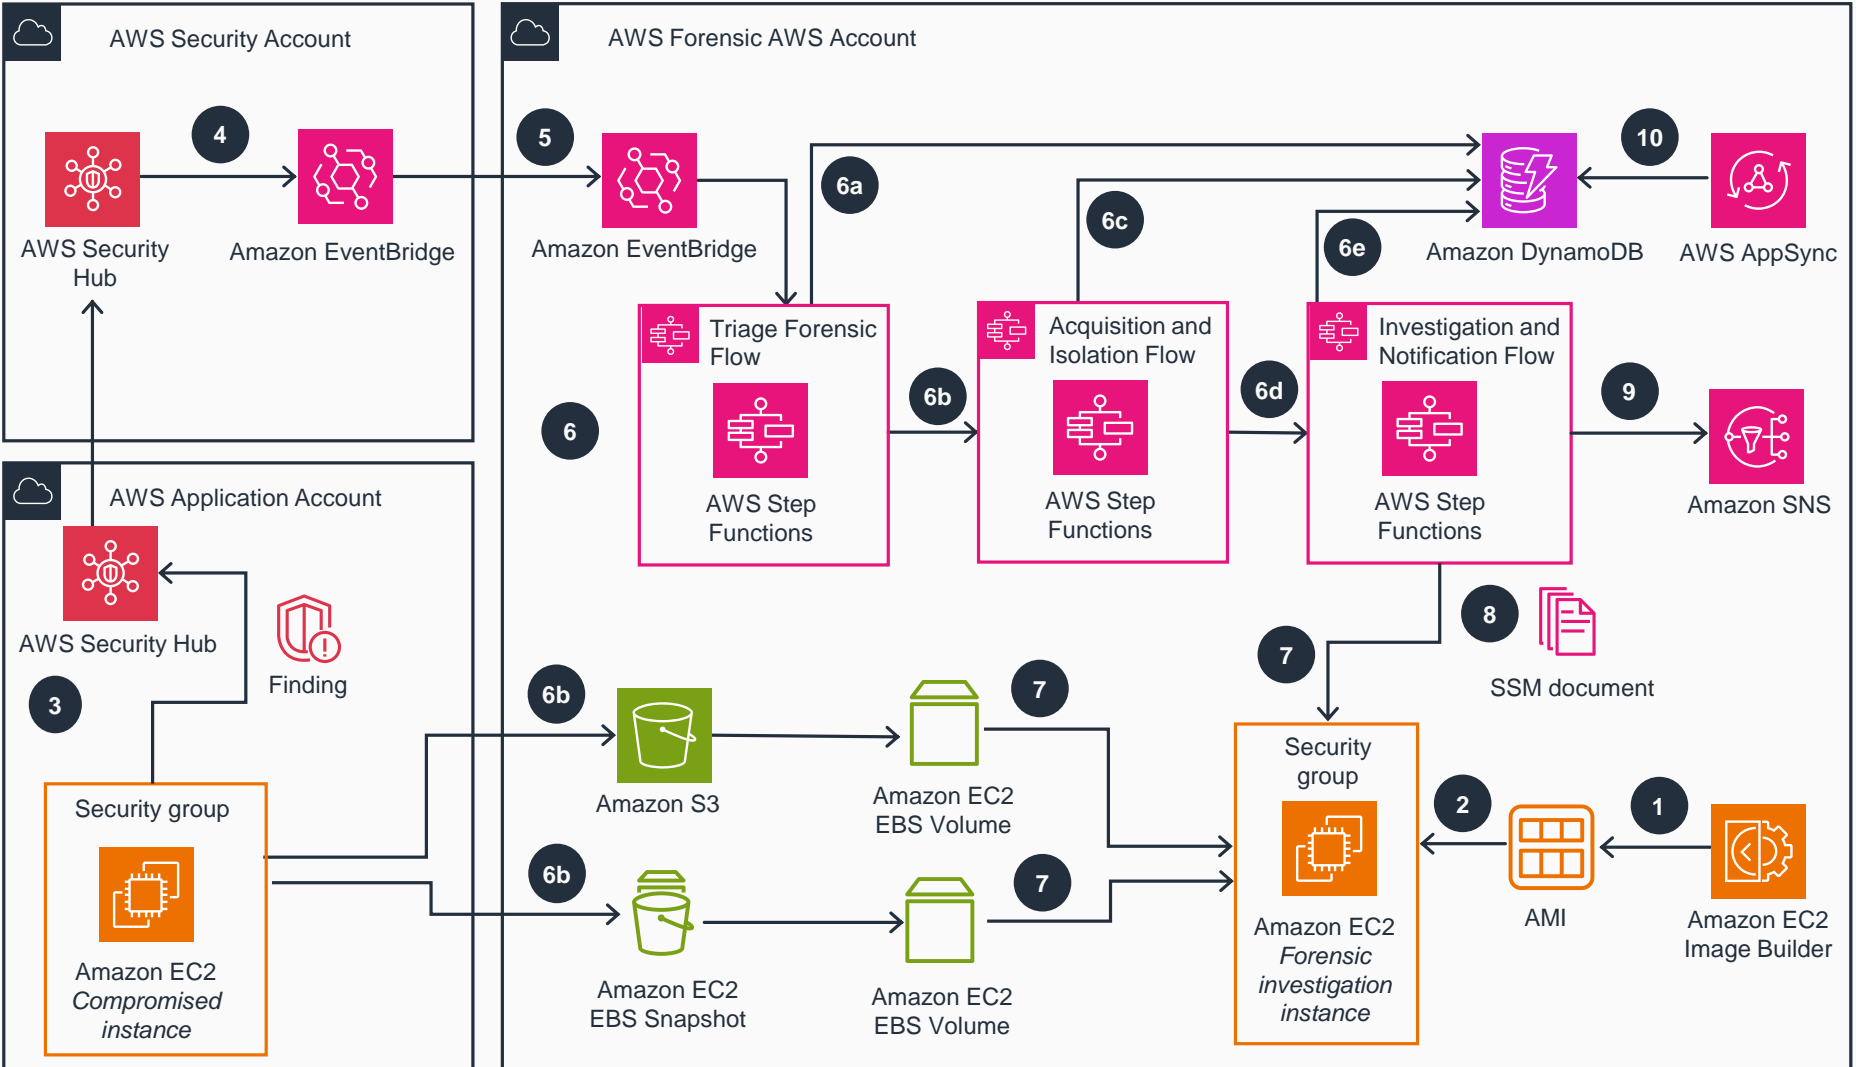 AWS Security Account
4
AWS Security
Hub
Amazon EventBridge
AWS Application Account
AWS Security Hub
Finding
3
Security group
Amazon EC2
Compromised
instance
AWS Forensic AWS Account
5
Amazon EventBridge
6a
6c
6e
Amazon DynamoDB
10
AWS AppSync
6
Triage Forensic
Flow
AWS Step
Functions
6b
Acquisition and
Isolation Flow
AWS Step
Functions
6d
Investigation and
Notification Flow
AWS Step
Functions
9
Amazon SNS
7
8
SSM document
6b
Amazon S3
Amazon EC2
EBS Volume
7
6b
Amazon EC2
EBS Snapshot
Amazon EC2
EBS Volume
7
Security
group
Amazon EC2
Forensic
investigation
instance
2
AMI
1
Amazon EC2
Image Builder